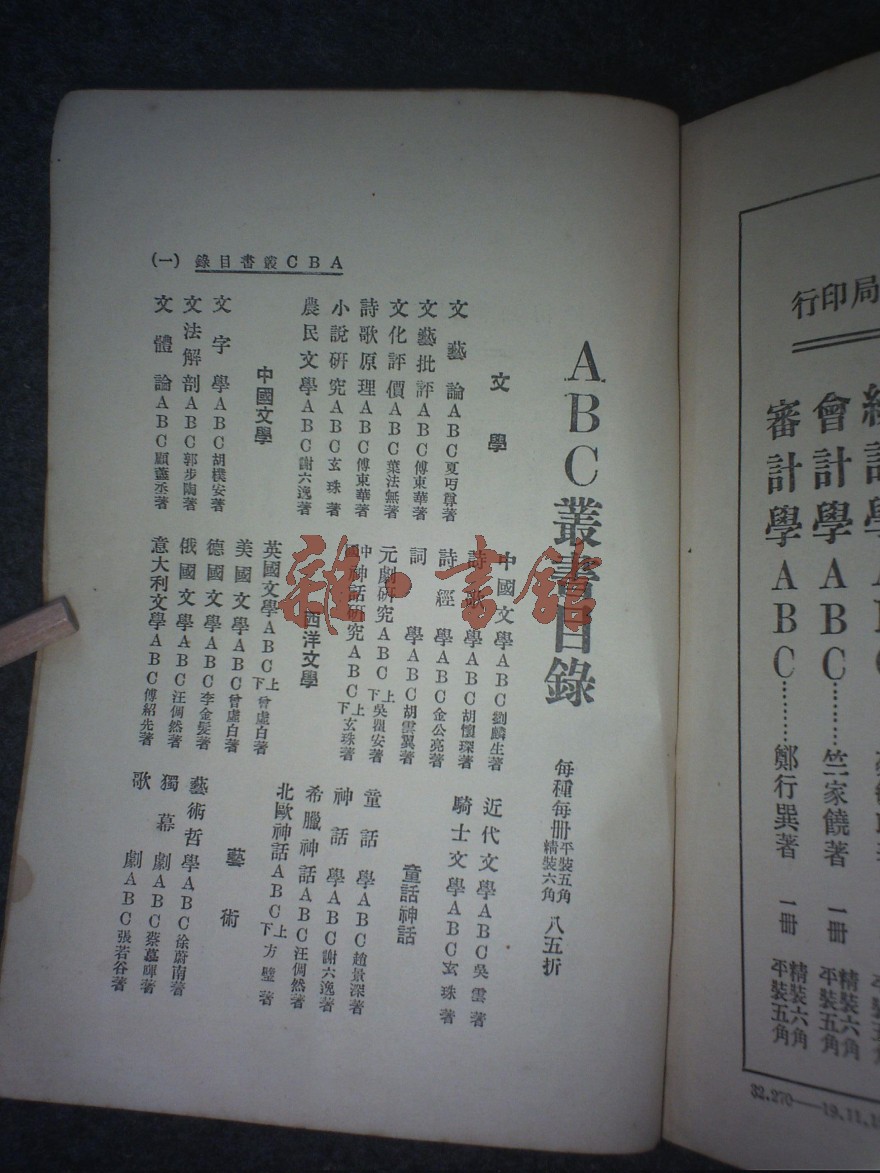 ABC叢書目錄
每種每冊平裝五角精裝六角 八五折
錄目書叢CBA (一)
文學
文藝論ABC夏丏尊著
文藝批評ABC傅東華著
文化評價ABC葉法無著
詩歌原理ABC傅東華著
小說研究ABC玄珠著
農民文學ABC謝六逸著
中國文學
文字學ABC胡樸安著
文法解剖ABC郭步陶著
文體論ABC顧藎丞著
中國文學ABC劉麟生著
詩歌學ABC胡懷琛著
詩經學ABC金公亮著
詞學ABC胡雲翼著
元劇研究ABC上下吳瞿安著
中國神話研究ABC上下玄珠著
西洋文學
英國文學ABC上下曾虛白著
美國文學ABC曾虛白著
德國文學ABC李金髮著
俄國文學ABC汪倜然著
意大利文學ABC傅紹先著
近代文學ABC吳雲著
騎士文學ABC玄珠著
童話神話
童話學ABC趙景深著
神話學ABC謝六逸著
希臘神話ABC汪倜然著
北歐神話ABC上下方璧著
藝術
藝術哲學ABC徐蔚南著
獨幕劇ABC蔡慕暉著
歌劇ABC張若谷著
雜·書館
局印行
會計學ABC………竺家饒著 一冊 精裝六角平裝五角
審計學ABC………鄭行巽著 一冊 精裝六角平裝五角
32.270—19.11.1